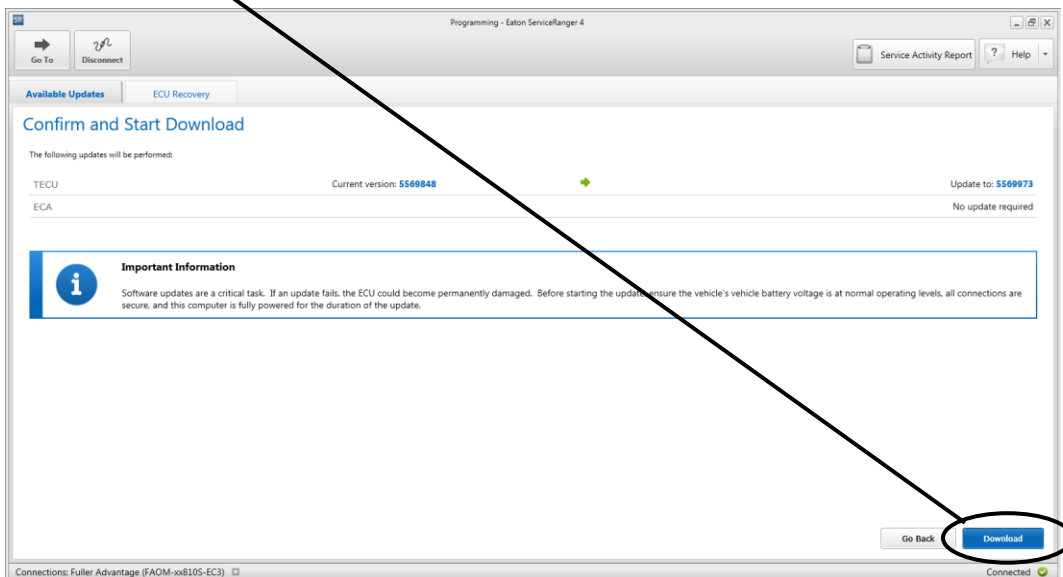 SR
Programming - Eaton ServiceRanger 4
Go To
Disconnect
Service Activity Report
? Help
Available Updates
ECU Recovery
Confirm and Start Download
The following updates will be performed:
TECU Current version: 5569848 Update to: 5569973
ECA No update required
Important Information
Software updates are a critical task. If an update fails, the ECU could become permanently damaged. Before starting the update, ensure the vehicle's vehicle battery voltage is at normal operating levels, all connections are
secure, and this computer is fully powered for the duration of the update.
Go Back
Download
Connections: Fuller Advantage (FAOM-xx810S-EC3)
Connected